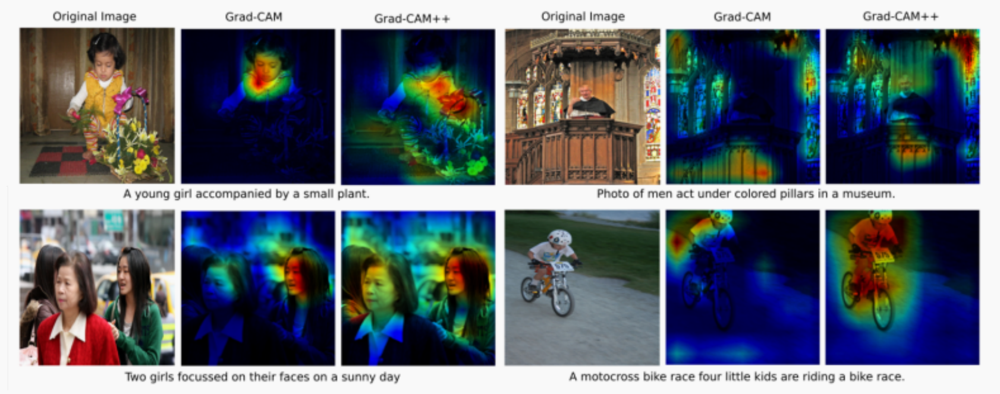 Original Image Grad-CAM Grad-CAM++ Original Image Grad-CAM Grad-CAM++
A young girl accompanied by a small plant. Photo of men act under colored pillars in a museum.
Two girls focussed on their faces on a sunny day A motocross bike race four little kids are riding a bike race.